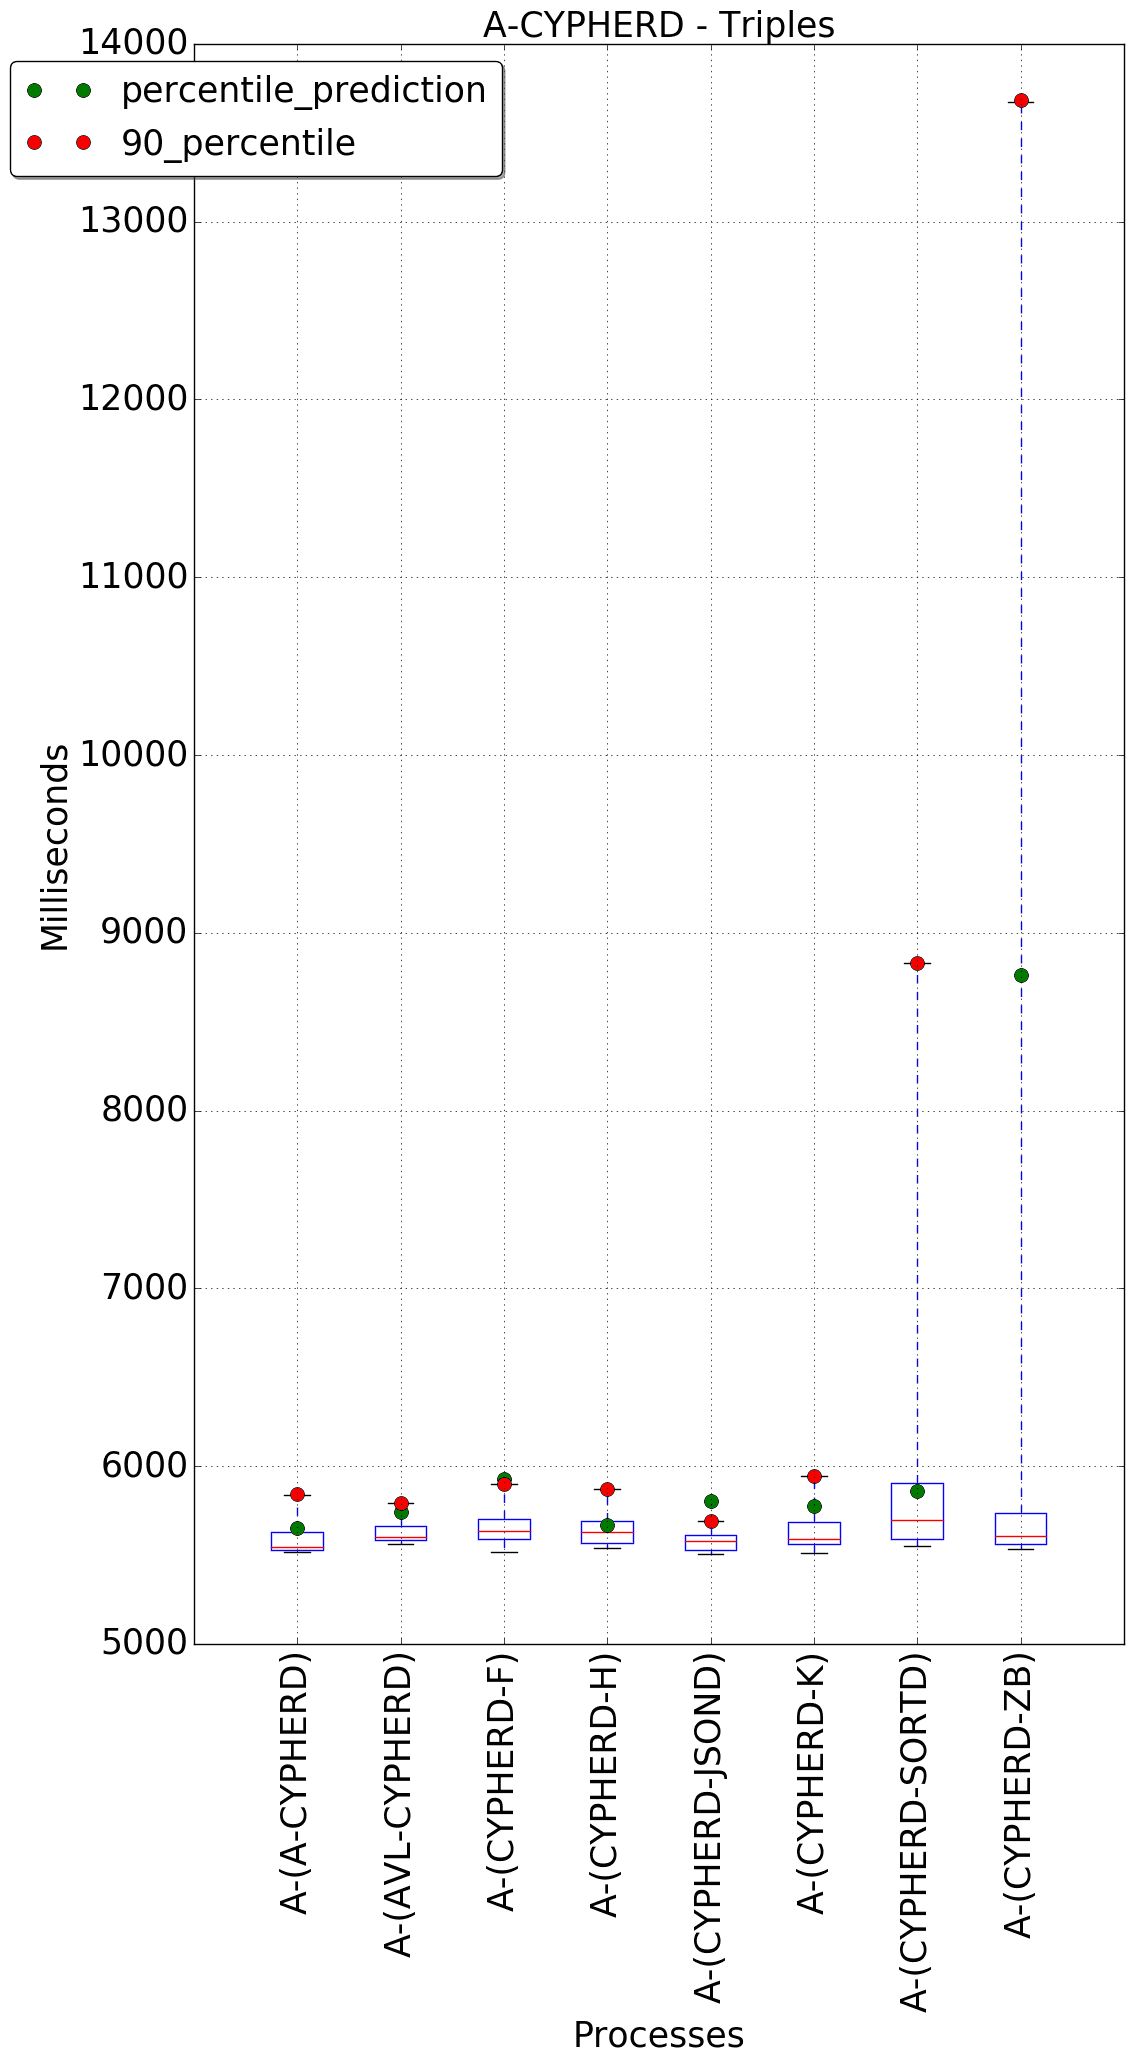 A-CYPHERD - Triples
percentile_prediction
90_percentile
14000
13000
12000
11000
10000
9000
8000
7000
6000
5000
Milliseconds
A-(A-CYPHERD)
A-(AVL-CYPHERD)
A-(CYPHERD-F)
A-(CYPHERD-H)
A-(CYPHERD-JSOND)
A-(CYPHERD-K)
A-(CYPHERD-SORTD)
A-(CYPHERD-ZB)
Processes